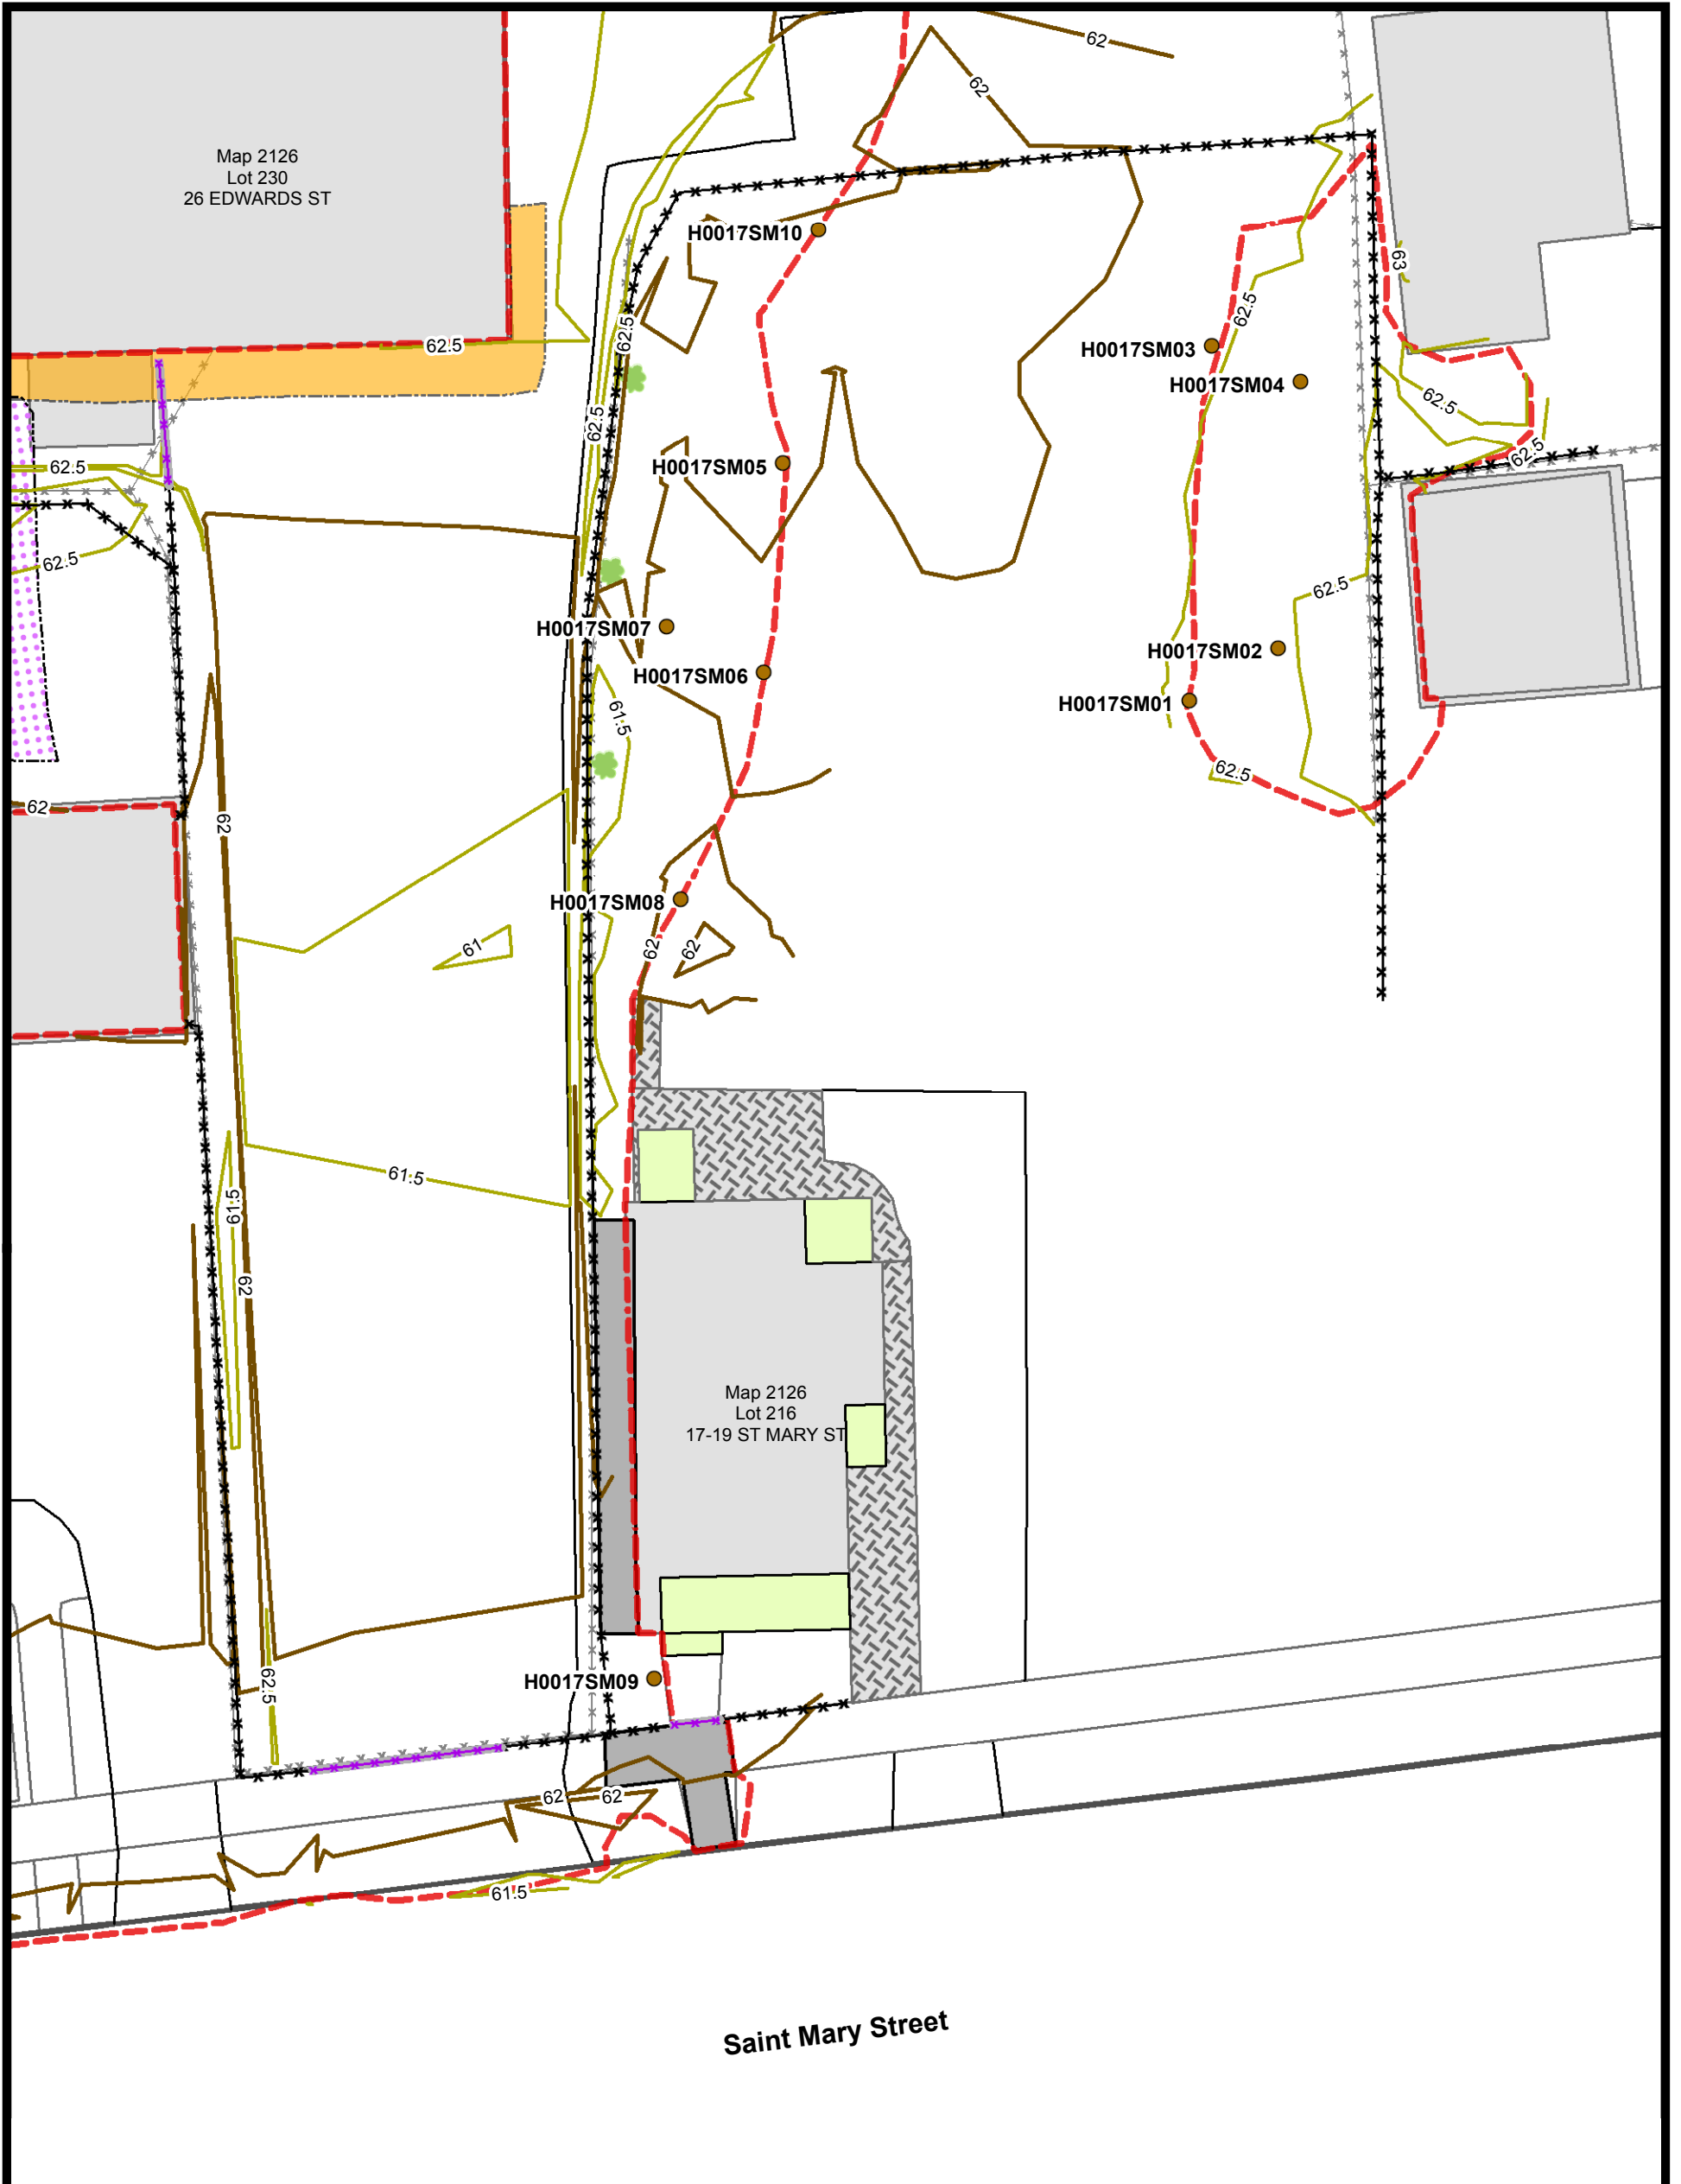 62
62
Map 2126
Lot 230
26 EDWARDS ST
H0017SM10
63
62.5
62.5
62.5
H0017SM03
H0017SM04
62.5
62.5
62.5
62.5
H0017SM05
62.5
62.5
H0017SM07
H0017SM02
H0017SM06
H0017SM01
61.5
62.5
62
62
H0017SM08
61
62
62
61.5
61.5
62
Map 2126
Lot 216
17-19 ST MARY ST
H0017SM09
62.5
62
62
61.5
Saint Mary Street